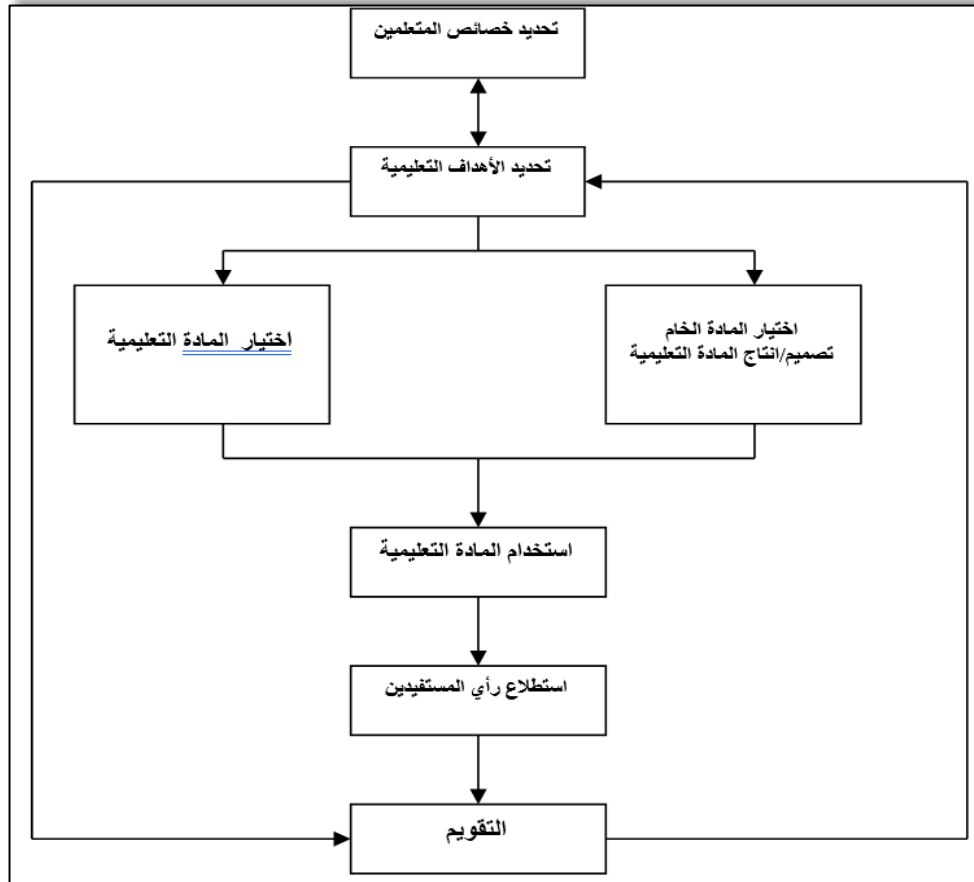 تحديد خصائص المتعلمين
تحديد الأهداف التعليمية
اختيار المادة الخام
تصميم/انتاج المادة التعليمية
اختيار المادة التعليمية
استخدام المادة التعليمية
استطلاع رأي المستفيدين
التقويم